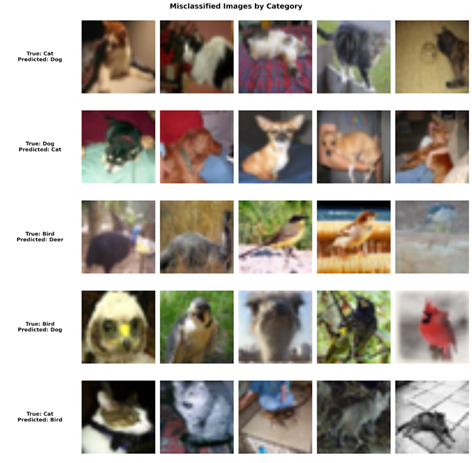 Misclassified Images by Category
True: Cat
Predicted: Dog
True: Dog
Predicted: Cat
True: Bird
Predicted: Deer
True: Bird
Predicted: Dog
True: Cat
Predicted: Bird